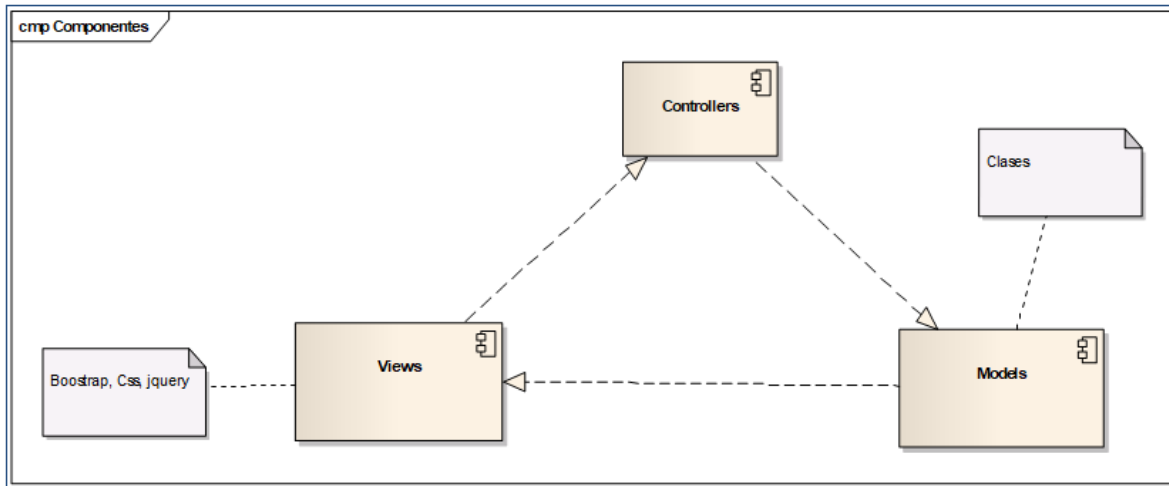 cmp Componentes
Controllers
Clases
Views
Boostrap, Css, jquery
Models